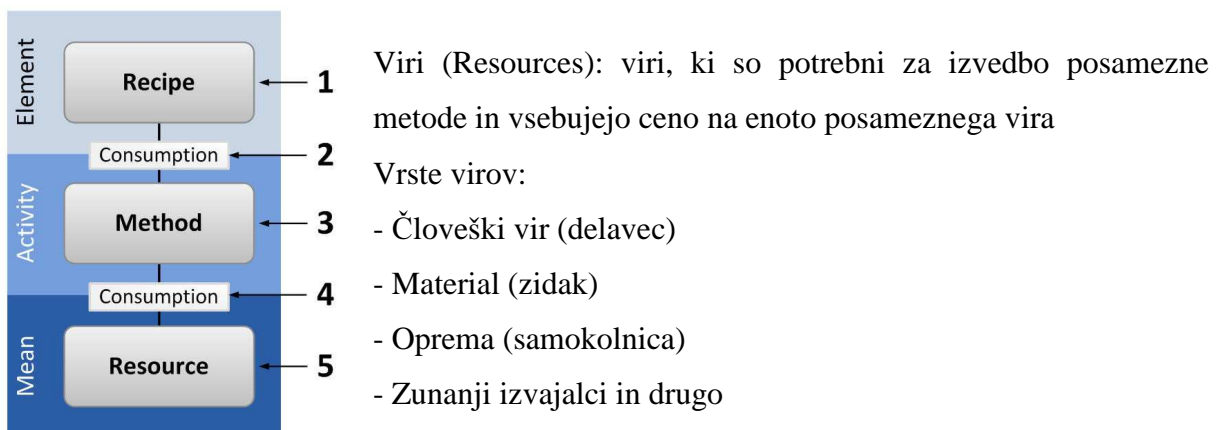 Element
Recipe
1
Consumption
2
Activity
Method
3
Consumption
4
Mean
Resource
5
Viri (Resources): viri, ki so potrebni za izvedbo posamezne
metode in vsebujejo ceno na enoto posameznega vira
Vrste virov:
- Človeški vir (delavec)
- Material (zidak)
- Oprema (samokolnica)
- Zunanji izvajalci in drugo